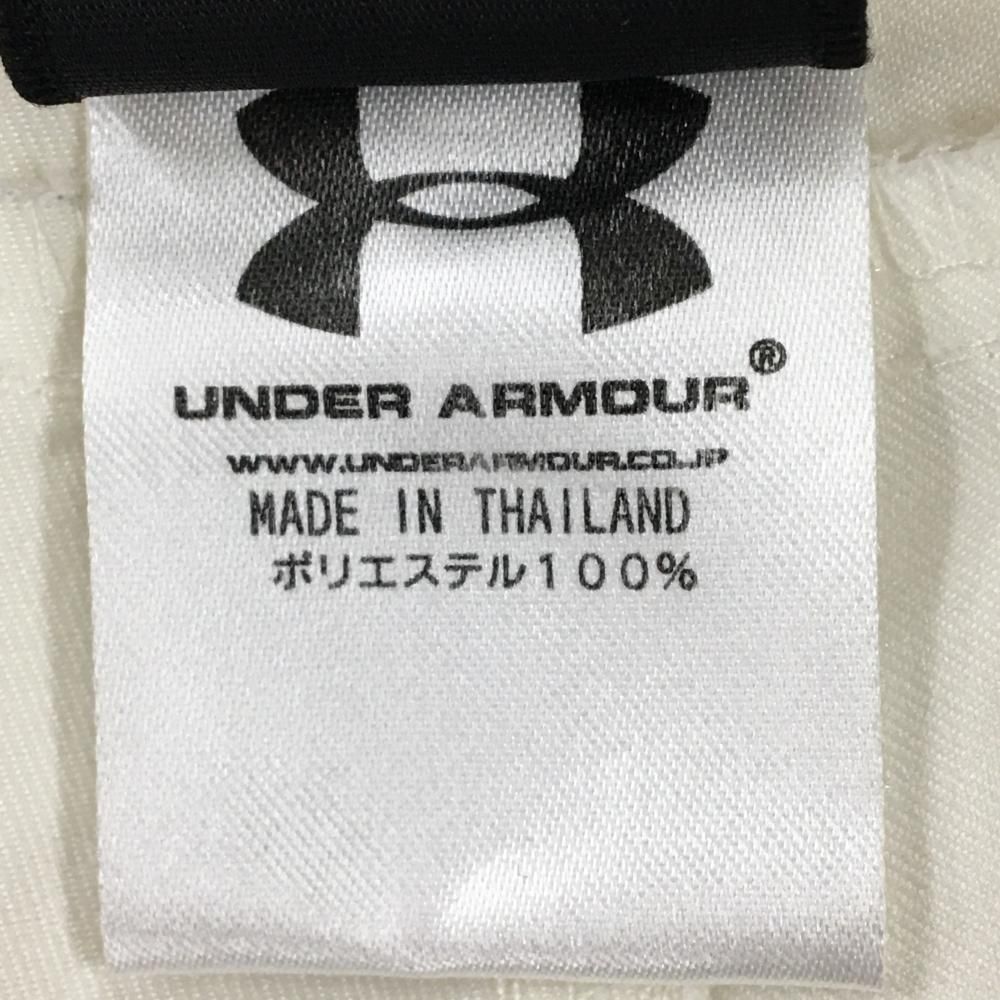 UNDER ARMOUR®
WWW.UNDERARMOUR.CO.JP
MADE IN THAILAND
ポリエステル１００％